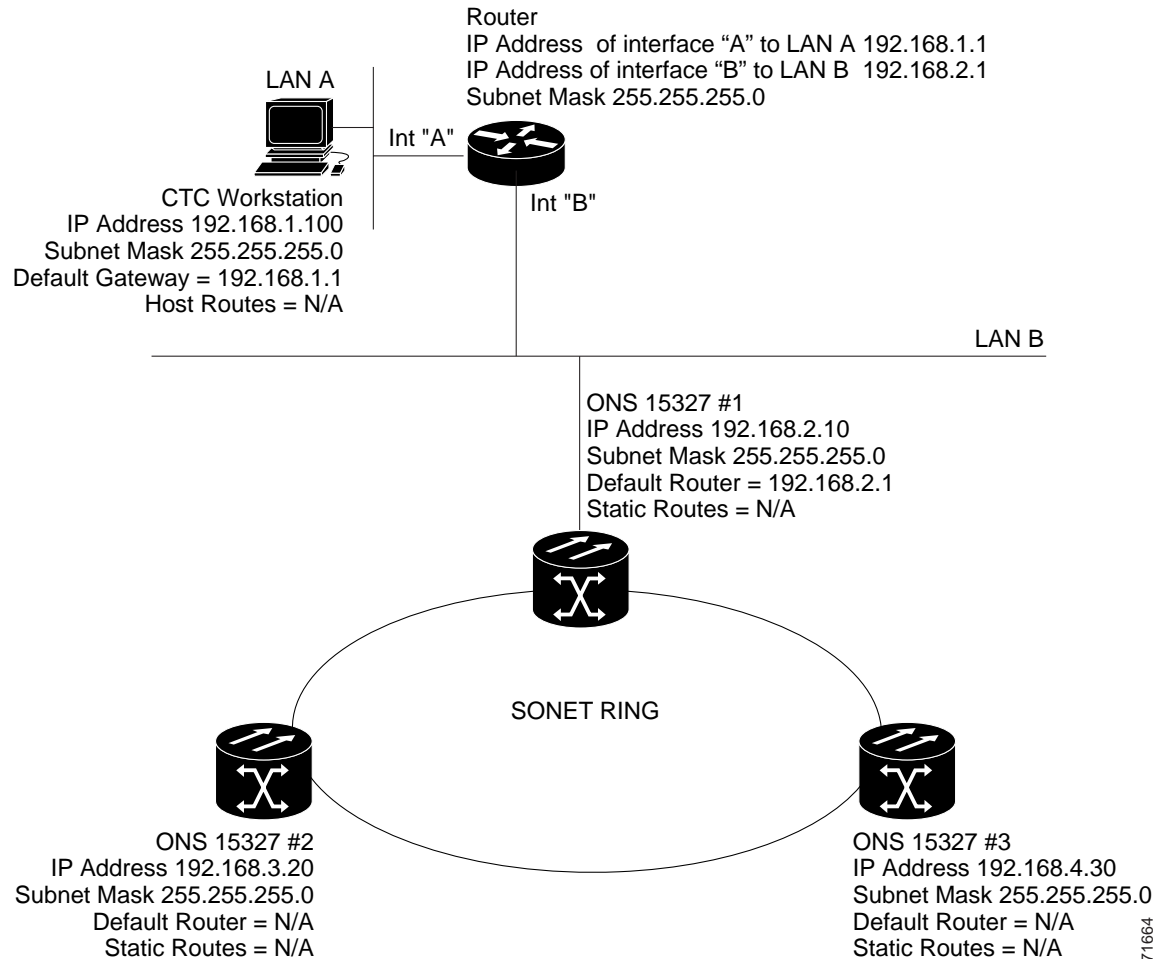 Router
IP Address of interface “A” to LAN A 192.168.1.1
IP Address of interface “B” to LAN B 192.168.2.1
Subnet Mask 255.255.255.0
LAN A
Int "A"
Int "B"
CTC Workstation
IP Address 192.168.1.100
Subnet Mask 255.255.255.0
Default Gateway = 192.168.1.1
Host Routes = N/A
LAN B
ONS 15327 #1
IP Address 192.168.2.10
Subnet Mask 255.255.255.0
Default Router = 192.168.2.1
Static Routes = N/A
SONET RING
ONS 15327 #2
IP Address 192.168.3.20
Subnet Mask 255.255.255.0
Default Router = N/A
Static Routes = N/A
ONS 15327 #3
IP Address 192.168.4.30
Subnet Mask 255.255.255.0
Default Router = N/A
Static Routes = N/A
71664